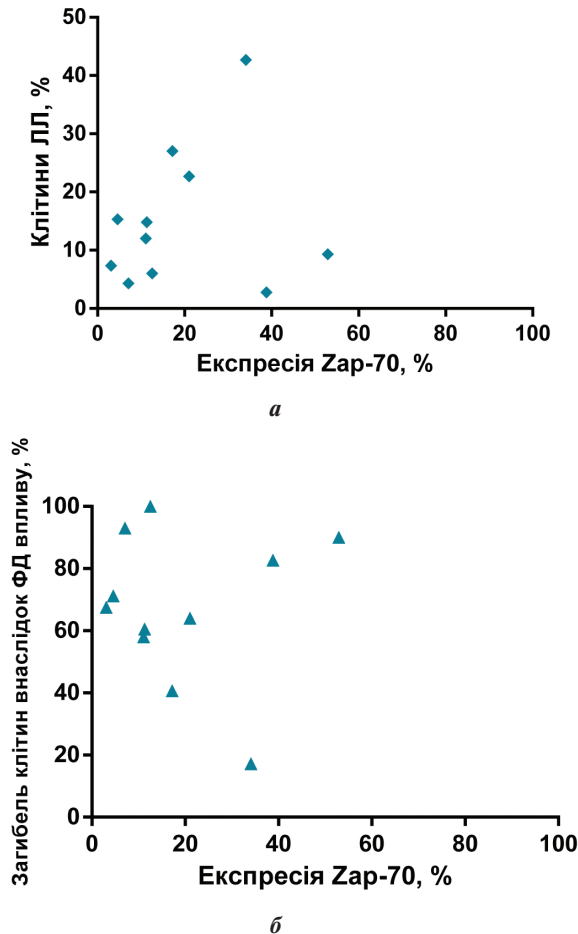 50
40
30
20
10
0
0 20 40 60 80 100
Клітини ЛЛ, %
Експресія Zap-70, %
а
100
80
60
40
20
0
0 20 40 60 80 100
Загибель клітин внаслідок ФД впливу, %
Експресія Zap-70, %
б